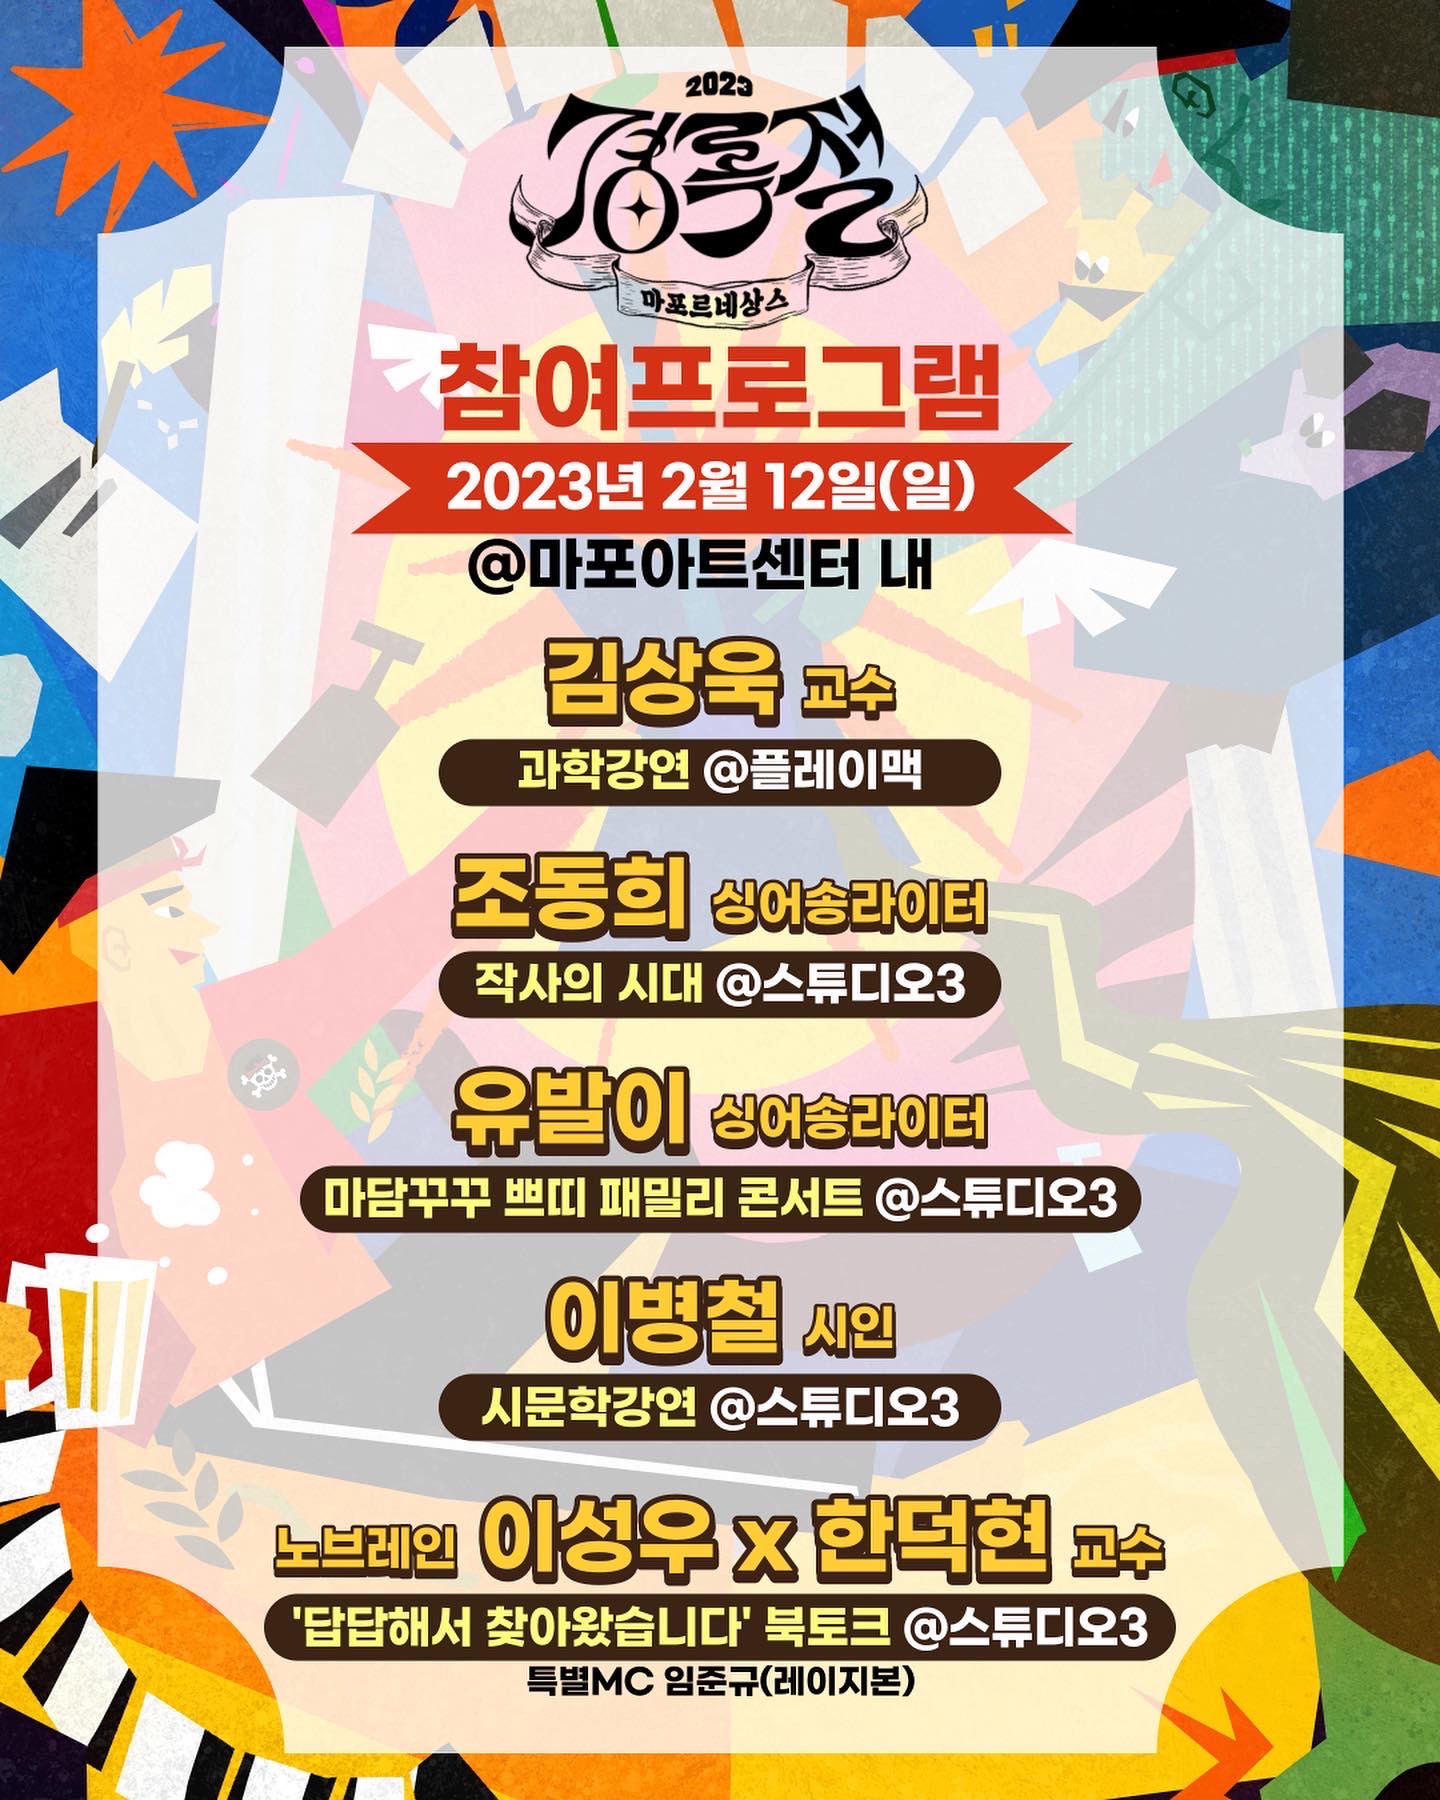 2023
경록절
마포르네상스
참여프로그램
2023년 2월 12일(일)
@마포아트센터 내
김상욱 교수
과학강연 @플레이맥
조동희 싱어송라이터
작사의 시대 @스튜디오3
유발이 싱어송라이터
마담꾸꾸 쁘띠 패밀리 콘서트 @스튜디오3
이병철 시인
시문학강연 @스튜디오3
노브레인 이성우 x 한덕현 교수
'답답해서 찾아왔습니다' 북토크 @스튜디오3
특별MC 임준규(레이지본)